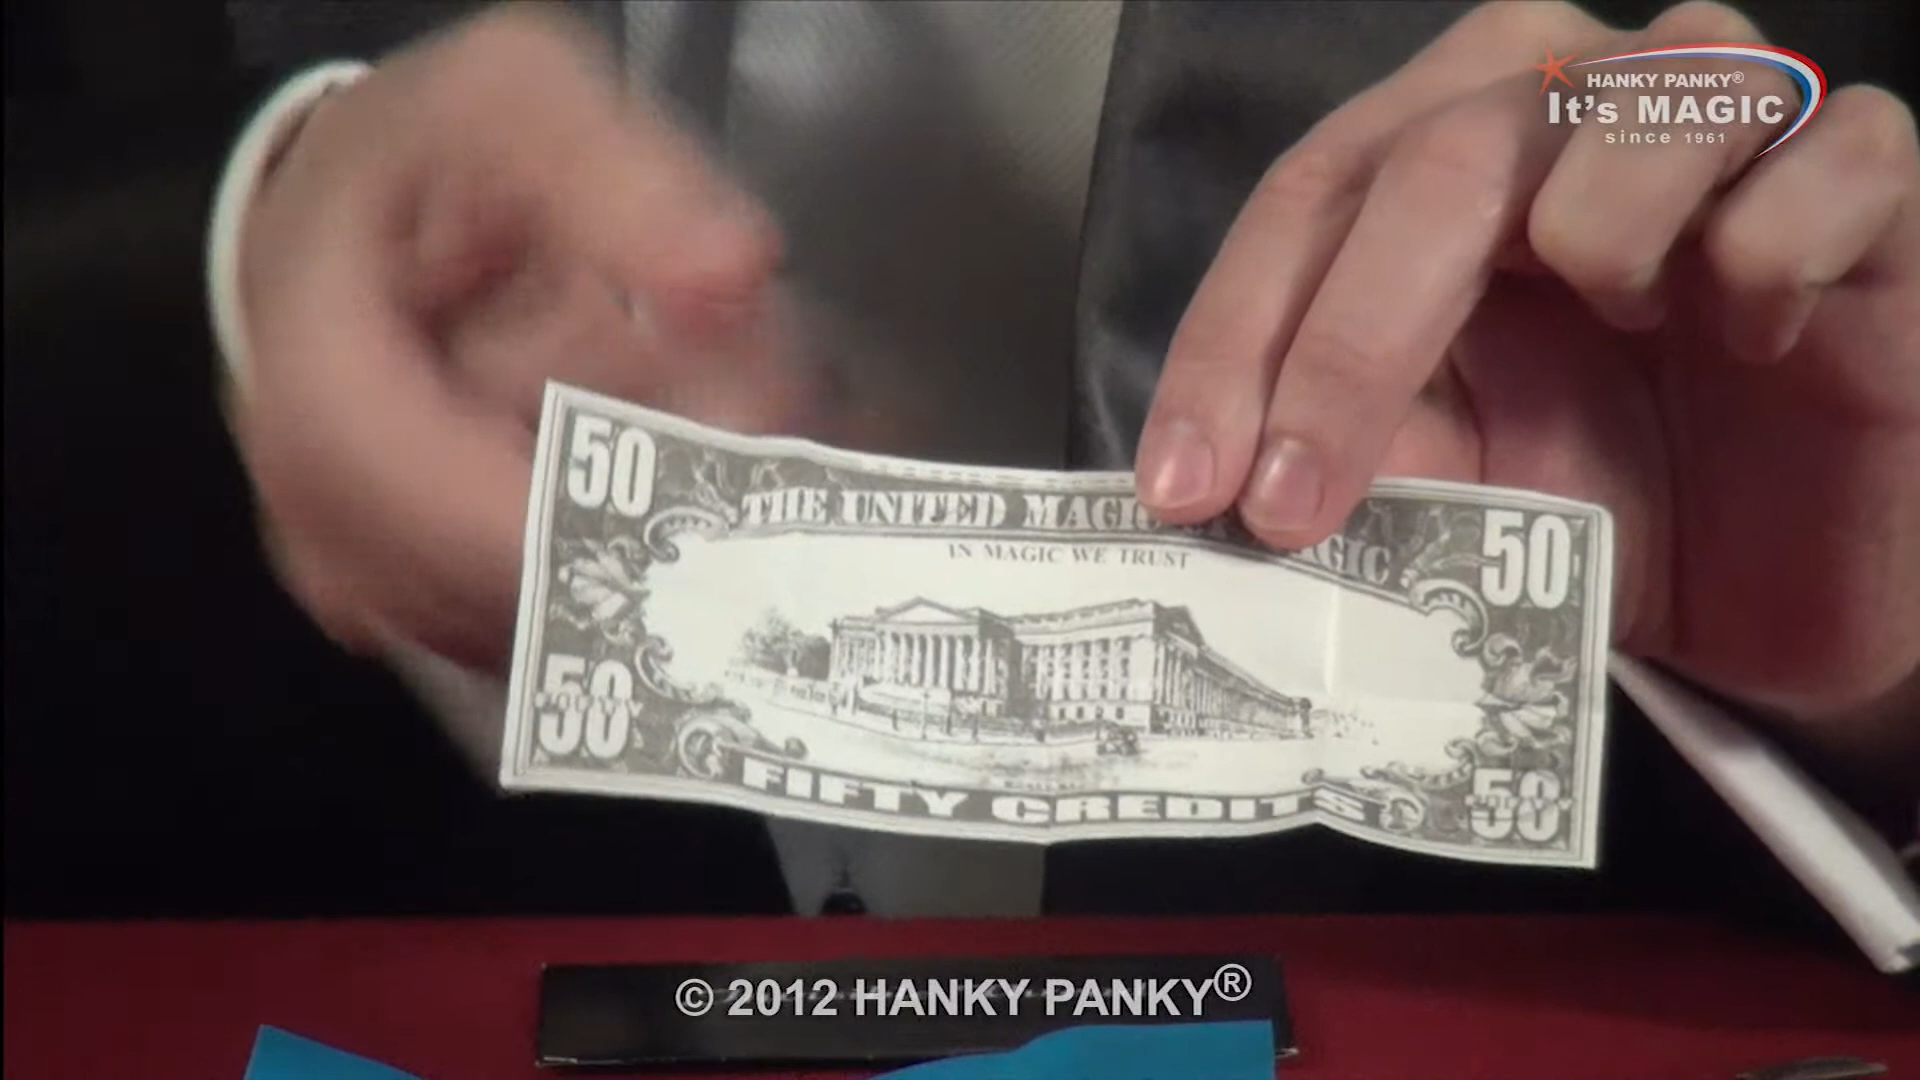 HANKY PANKY®
It's MAGIC
since 1961
50
50
THE UNITED MAGIC
IN MAGIC WE TRUST
50
50
FIFTY CREDITS
© 2012 HANKY PANKY®